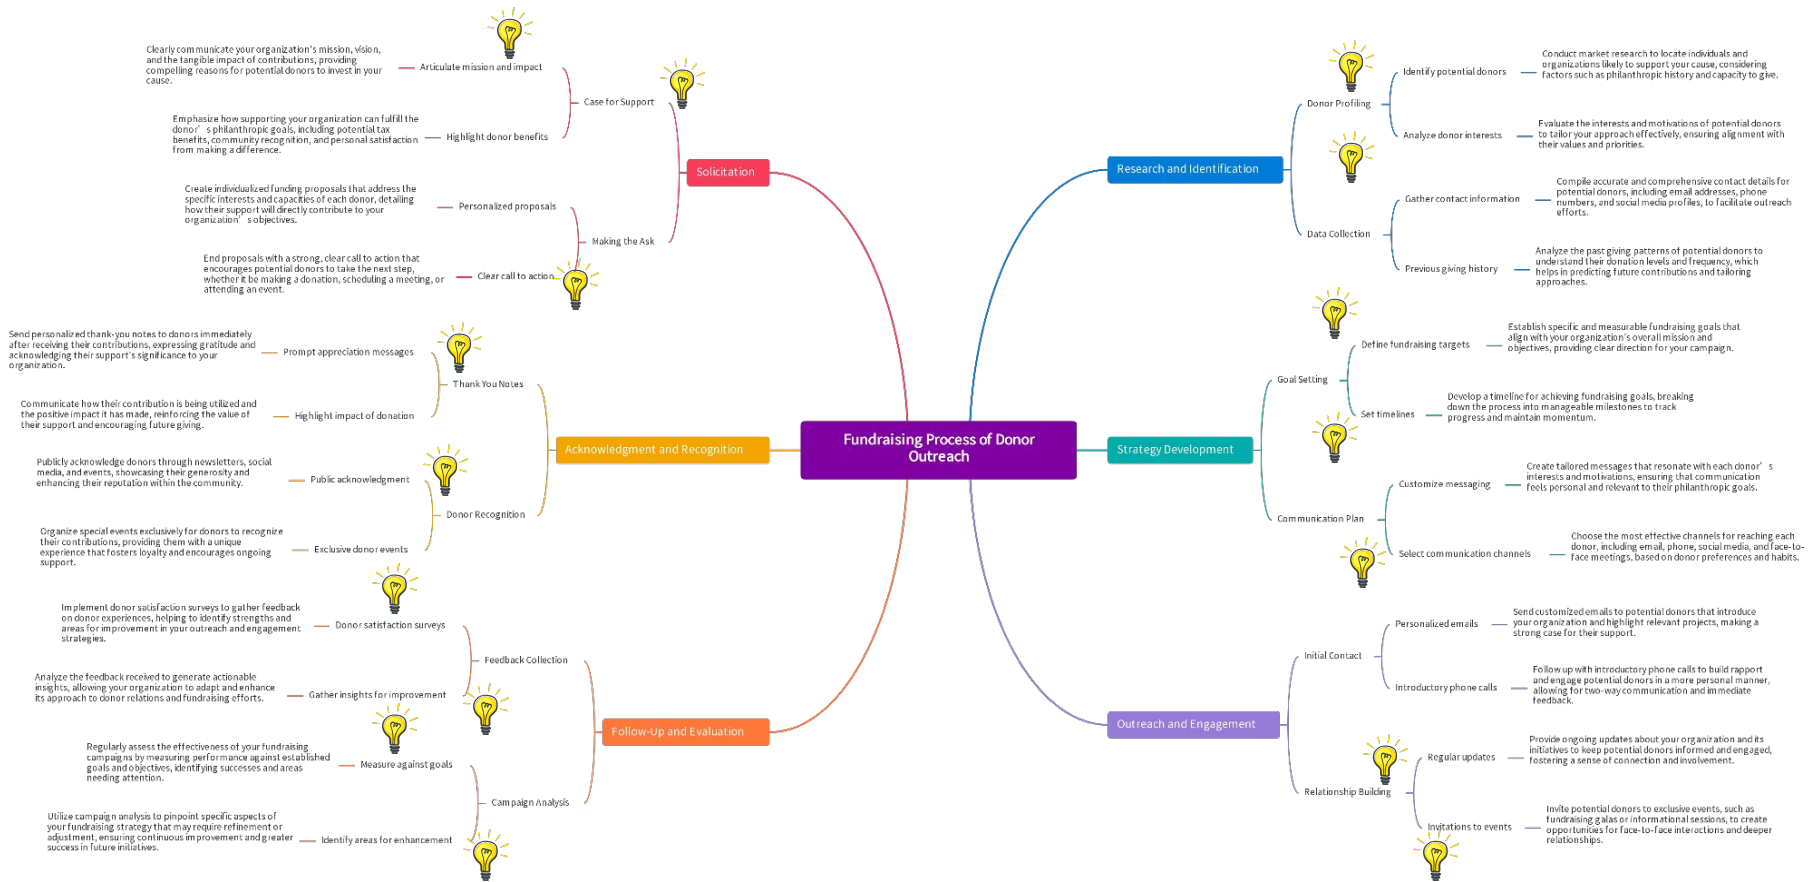 Fundraising Process of Donor
Outreach
Research and Identification
Donor Profiling
Identify potential donors
Conduct market research to locate individuals and
organizations likely to support your cause, considering
factors such as philanthropic history and capacity to give.
Analyze donor interests
Evaluate the interests and motivations of potential donors
to tailor your approach effectively, ensuring alignment with
their values and priorities.
Data Collection
Gather contact information
Compile accurate and comprehensive contact details for
potential donors, including email addresses, phone
numbers, and social media profiles, to facilitate outreach
efforts.
Previous giving history
Analyze the past giving patterns of potential donors to
understand their donation levels and frequency, which
helps in predicting future contributions and tailoring
approaches.
Strategy Development
Goal Setting
Define fundraising targets
Establish specific and measurable fundraising goals that
align with your organization's overall mission and
objectives, providing clear direction for your campaign.
Set timelines
Develop a timeline for achieving fundraising goals, breaking
down the process into manageable milestones to track
progress and maintain momentum.
Communication Plan
Customize messaging
Create tailored messages that resonate with each donor's
interests and motivations, ensuring that communication
feels personal and relevant to their philanthropic goals.
Select communication channels
Choose the most effective channels for reaching each
donor, including email, phone, social media, and face-to-
face meetings, based on donor preferences and habits.
Outreach and Engagement
Initial Contact
Personalized emails
Send customized emails to potential donors that introduce
your organization and highlight relevant projects, making a
strong case for their support.
Introductory phone calls
Follow up with introductory phone calls to build rapport
and engage potential donors in a more personal manner,
allowing for two-way communication and immediate
feedback.
Relationship Building
Regular updates
Provide ongoing updates about your organization and its
initiatives to keep potential donors informed and engaged,
fostering a sense of connection and involvement.
Invitations to events
Invite potential donors to exclusive events, such as
fundraising galas or informational sessions, to create
opportunities for face-to-face interactions and deeper
relationships.
Solicitation
Case for Support
Articulate mission and impact
Clearly communicate your organization's mission, vision,
and the tangible impact of contributions, providing
compelling reasons for potential donors to invest in your
cause.
Highlight donor benefits
Emphasize how supporting your organization can fulfill the
donor's philanthropic goals, including potential tax
benefits, community recognition, and personal satisfaction
from making a difference.
Making the Ask
Personalized proposals
Create individualized funding proposals that address the
specific interests and capacities of each donor, detailing
how their support will directly contribute to your
organization's objectives.
Clear call to action
End proposals with a strong, clear call to action that
encourages potential donors to take the next step,
whether it be making a donation, scheduling a meeting, or
attending an event.
Acknowledgment and Recognition
Thank You Notes
Prompt appreciation messages
Send personalized thank-you notes to donors immediately
after receiving their contributions, expressing gratitude and
acknowledging their support's significance to your
organization.
Highlight impact of donation
Communicate how their contribution is being utilized and
the positive impact it has made, reinforcing the value of
their support and encouraging future giving.
Donor Recognition
Public acknowledgment
Publicly acknowledge donors through newsletters, social
media, and events, showcasing their generosity and
enhancing their reputation within the community.
Exclusive donor events
Organize special events exclusively for donors to recognize
their contributions, providing them with a unique
experience that fosters loyalty and encourages ongoing
support.
Follow-Up and Evaluation
Feedback Collection
Donor satisfaction surveys
Implement donor satisfaction surveys to gather feedback
on donor experiences, helping to identify strengths and
areas for improvement in your outreach and engagement
strategies.
Gather insights for improvement
Analyze the feedback received to generate actionable
insights, allowing your organization to adapt and enhance
its approach to donor relations and fundraising efforts.
Campaign Analysis
Measure against goals
Regularly assess the effectiveness of your fundraising
campaigns by measuring performance against established
goals and objectives, identifying successes and areas
needing attention.
Identify areas for enhancement
Utilize campaign analysis to pinpoint specific aspects of
your fundraising strategy that may require refinement or
adjustment, ensuring continuous improvement and greater
success in future initiatives.